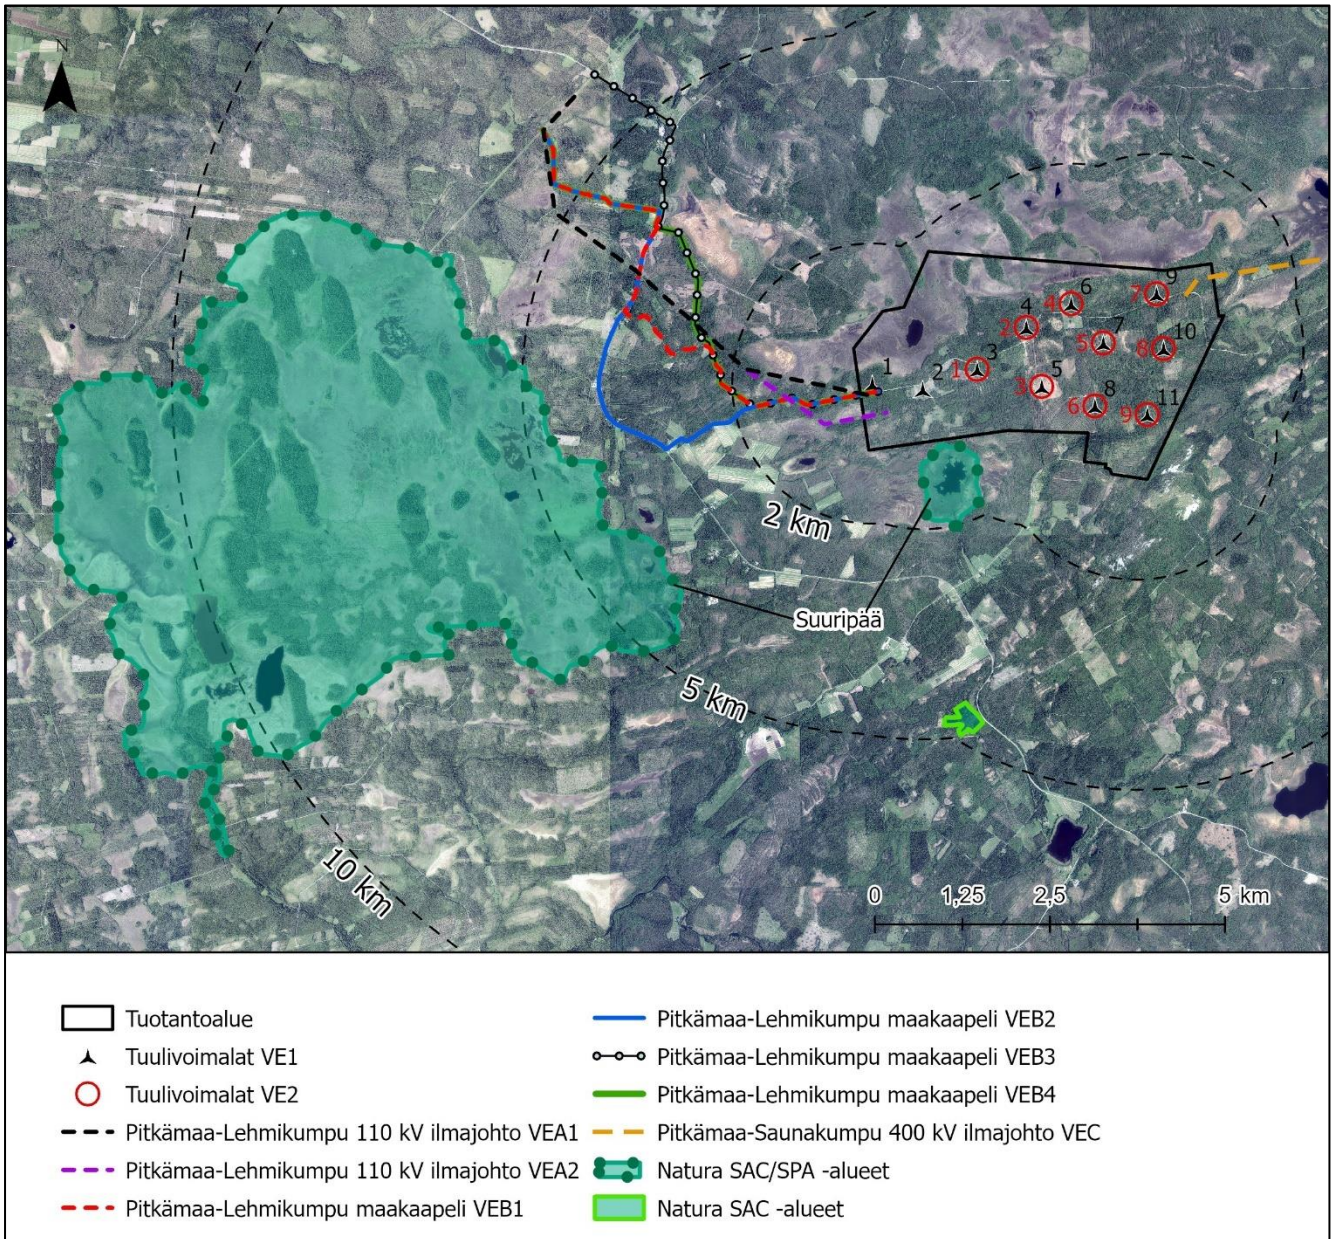 N
9
6
7
4
4
2
7
5
10
8
3
1
5
3
1
2
8
6
11
9
2 km
Suuripää
5 km
10 km
0 1,25 2,5 5 km
Tuotantoalue
Tuulivoimalat VE1
Tuulivoimalat VE2
Pitkämaa-Lehmikumpu 110 kV ilmajohto VEA1
Pitkämaa-Lehmikumpu 110 kV ilmajohto VEA2
Pitkämaa-Lehmikumpu maakaapeli VEB1
Pitkämaa-Lehmikumpu maakaapeli VEB2
Pitkämaa-Lehmikumpu maakaapeli VEB3
Pitkämaa-Lehmikumpu maakaapeli VEB4
Pitkämaa-Saunakumpu 400 kV ilmajohto VEC
Natura SAC/SPA -alueet
Natura SAC -alueet